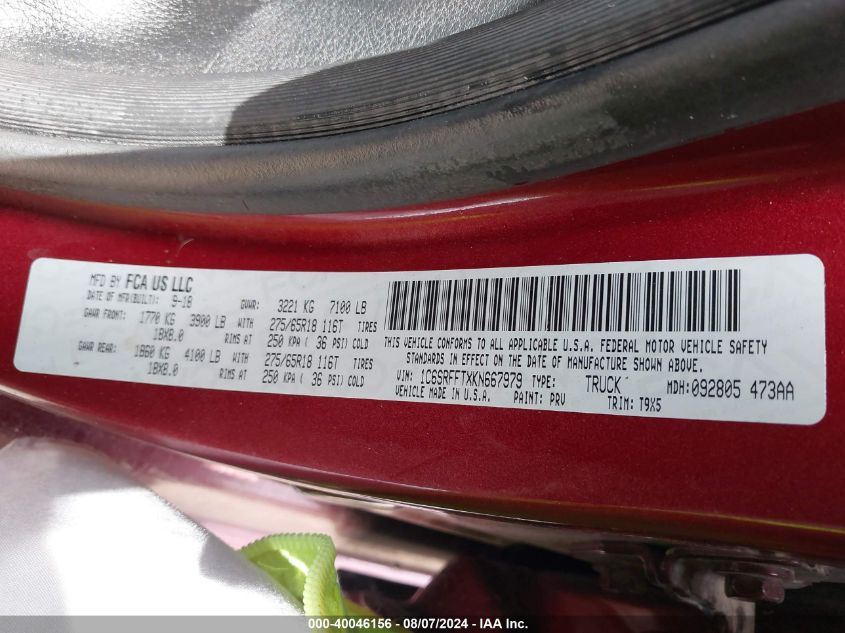 MFD BY FCA US LLC
DATE OF MFR(BUILT): 9-18 GVWR: 3221 KG 7100 LB
GAWR FRONT: 1770 KG 3900 LB WITH 275/65R18 116T TIRES
18X8.0 RIMS AT 250 KPA ( 36 PSI) COLD
GAWR REAR: 1860 KG 4100 LB WITH 275/65R18 116T TIRES
18X8.0 RIMS AT 250 KPA ( 36 PSI) COLD
THIS VEHICLE CONFORMS TO ALL APPLICABLE U.S.A. FEDERAL MOTOR VEHICLE SAFETY
STANDARDS IN EFFECT ON THE DATE OF MANUFACTURE SHOWN ABOVE.
VIN: 1C6SRFFTXKN667979 TYPE: TRUCK MDH:092805 473AA
VEHICLE MADE IN U.S.A. PAINT: PRV TRIM: T9X5
000-40046156 - 08/07/2024 - IAA Inc.